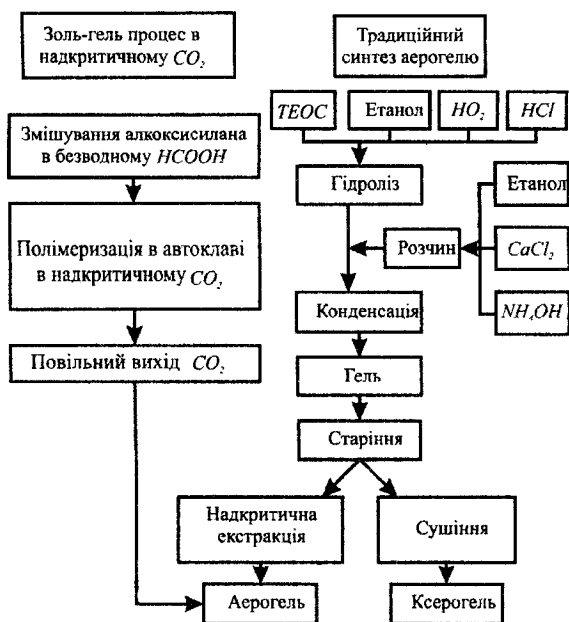 Золь-гель процес в
надкритичному CO₂
Традиційний
синтез аерогелю
ТЕОС
Етанол
HO₂
HCl
Змішування алкоксисилана
в безводному HCOOH
Гідроліз
Етанол
Полімеризація в автоклаві
в надкритичному CO₂
Розчин
CaCl₂
Конденсація
NH₄OH
Повільний вихід CO₂
Гель
Старіння
Надкритична
екстракція
Сушіння
Аерогель
Ксерогель